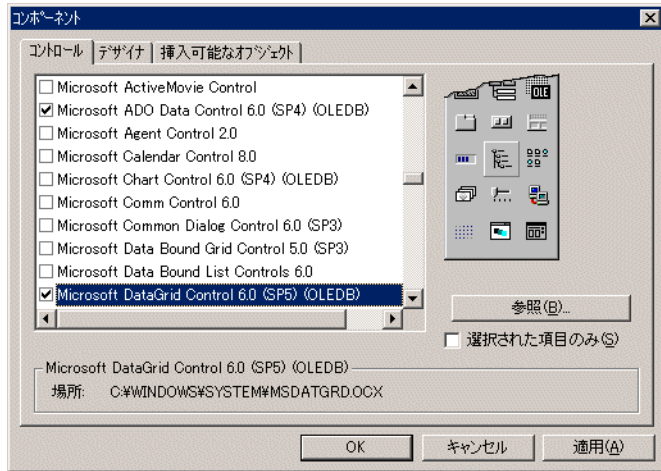 コンポーネント
コントロール デザイナ 挿入可能なオブジェクト
Microsoft ActiveMovie Control
Microsoft ADO Data Control 6.0 (SP4) (OLEDB)
Microsoft Agent Control 2.0
Microsoft Calendar Control 8.0
Microsoft Chart Control 6.0 (SP4) (OLEDB)
Microsoft Comm Control 6.0
Microsoft Common Dialog Control 6.0 (SP3)
Microsoft Data Bound Grid Control 5.0 (SP3)
Microsoft Data Bound List Controls 6.0
Microsoft DataGrid Control 6.0 (SP5) (OLEDB)
OLE
参照(B)...
選択された項目のみ(S)
Microsoft DataGrid Control 6.0 (SP5) (OLEDB)
場所: C:¥WINDOWS¥SYSTEM¥MSDATGRD.OCX
OK キャンセル 適用(A)